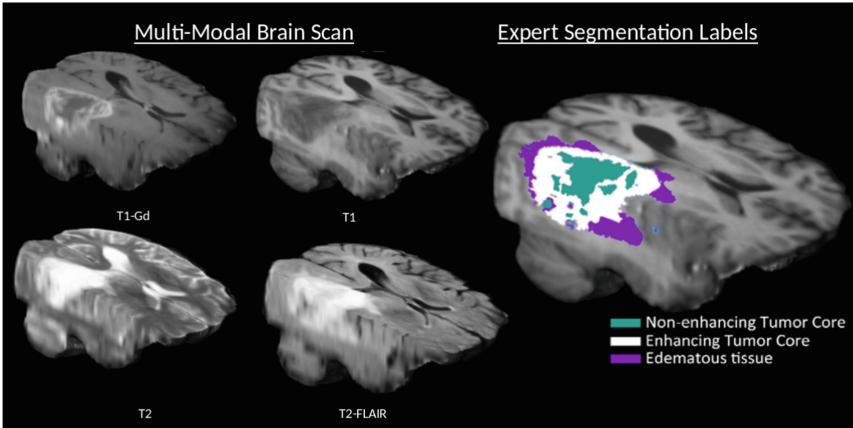 Multi-Modal Brain Scan
Expert Segmentation Labels
T1-Gd
T1
T2
T2-FLAIR
Non-enhancing Tumor Core
Enhancing Tumor Core
Edematous tissue